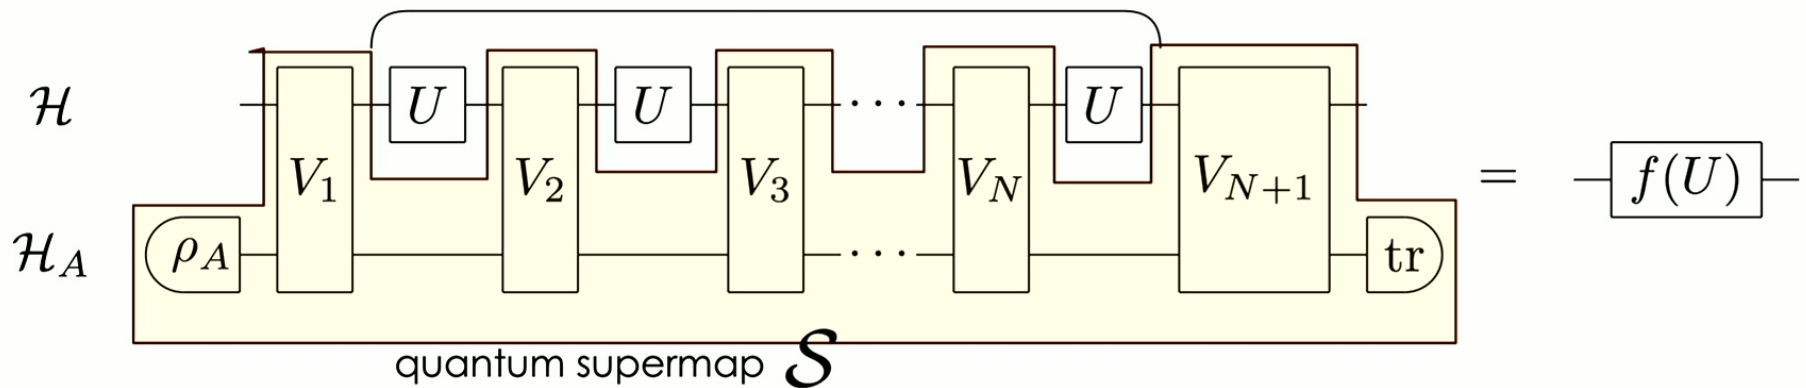 ℋ U U ⋯ U
V₁ V₂ V₃ V_N V_{N+1} = f(U)
ℋ_A ρ_A ⋯ tr
quantum supermap 𝒮